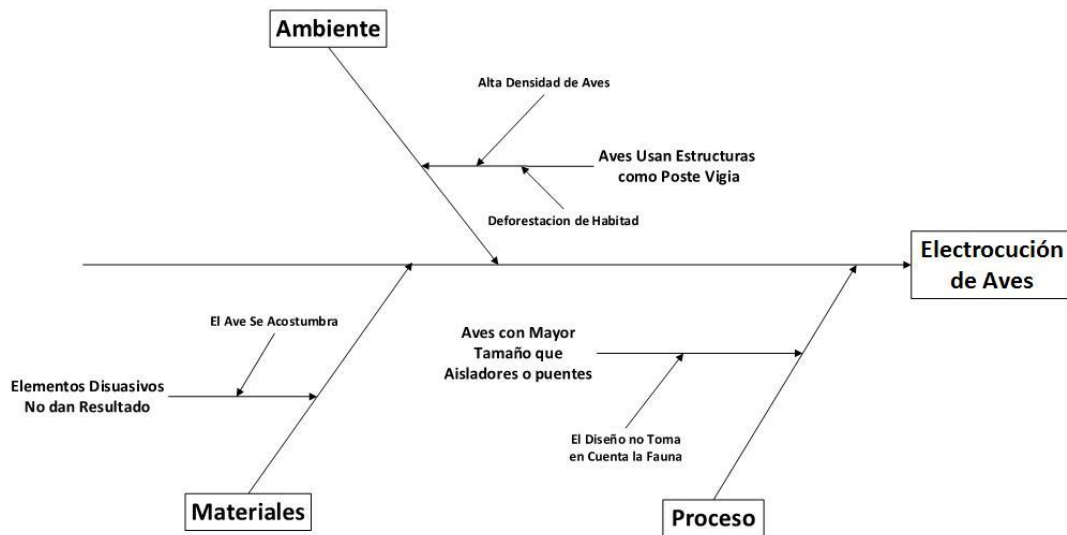 Ambiente
Alta Densidad de Aves
Aves Usan Estructuras
como Poste Vigia
Deforestacion de Habitad
Electrocución
de Aves
El Ave Se Acostumbra
Elementos Disuasivos
No dan Resultado
Aves con Mayor
Tamaño que
Aisladores o puentes
El Diseño no Toma
en Cuenta la Fauna
Materiales
Proceso